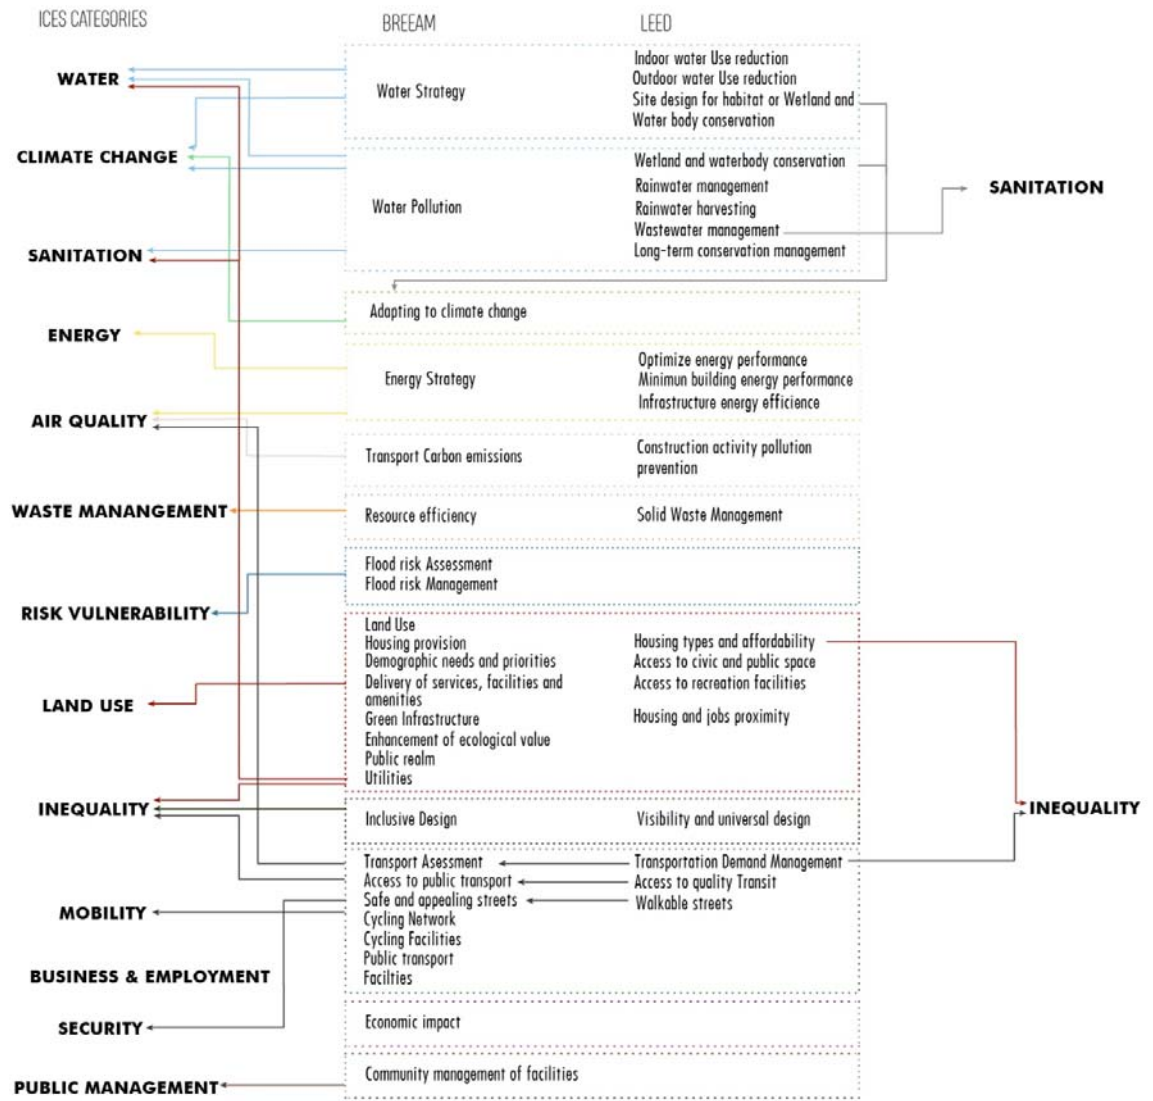 ICES CATEGORIES
BREEAM
LEED
WATER
CLIMATE CHANGE
SANITATION
ENERGY
AIR QUALITY
WASTE MANANGEMENT
RISK VULNERABILITY
LAND USE
INEQUALITY
MOBILITY
BUSINESS & EMPLOYMENT
SECURITY
PUBLIC MANAGEMENT
Water Strategy
Indoor water Use reduction
Outdoor water Use reduction
Site design for habitat or Wetland and
Water body conservation
Water Pollution
Wetland and waterbody conservation
Rainwater management
Rainwater harvesting
Wastewater management
Long-term conservation management
Adapting to climate change
Energy Strategy
Optimize energy performance
Minimun building energy performance
Infrastructure energy efficience
Transport Carbon emissions
Construction activity pollution
prevention
Resource efficiency
Solid Waste Management
Flood risk Assessment
Flood risk Management
Land Use
Housing provision
Demographic needs and priorities
Delivery of services, facilities and
amenities
Green Infrastructure
Enhancement of ecological value
Public realm
Utilities
Housing types and affordability
Access to civic and public space
Access to recreation facilities
Housing and jobs proximity
Inclusive Design
Visibility and universal design
Transport Asessment
Access to public transport
Safe and appealing streets
Cycling Network
Cycling Facilities
Public transport
Facilties
Transportation Demand Management
Access to quality Transit
Walkable streets
Economic impact
Community management of facilities
SANITATION
INEQUALITY